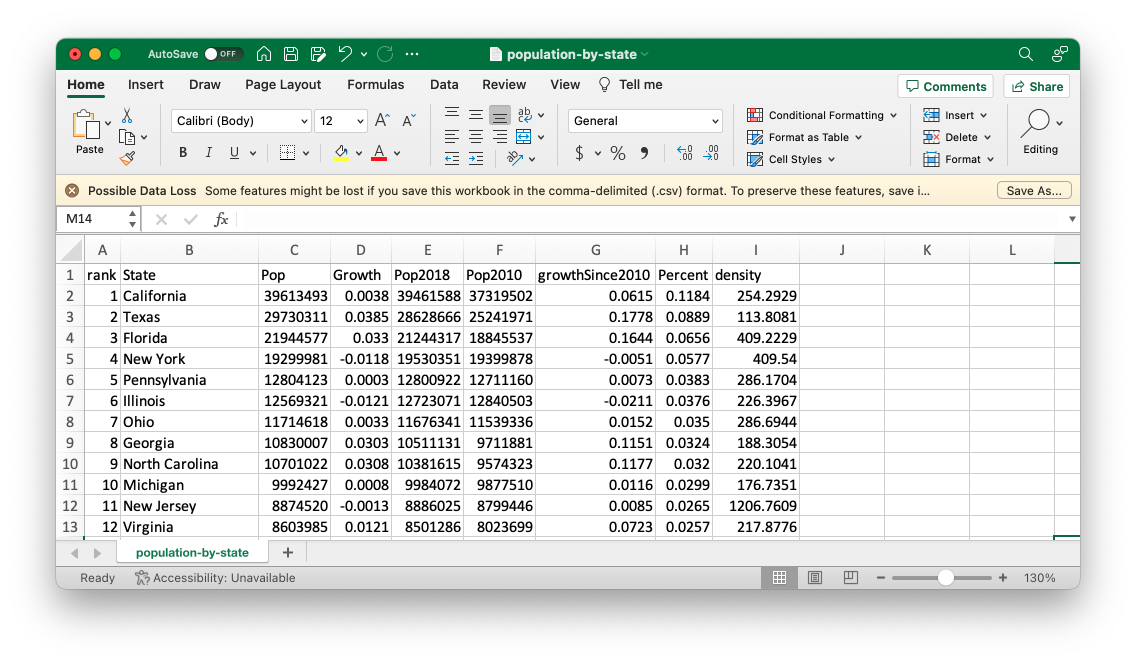 AutoSave OFF population-by-state
Home Insert Draw Page Layout Formulas Data Review View Tell me Comments Share
Paste Calibri (Body) 12 A A ab General Conditional Formatting Insert
Format as Table Delete
B I U A $ % Cell Styles Format Editing
Possible Data Loss Some features might be lost if you save this workbook in the comma-delimited (.csv) format. To preserve these features, save i... Save As...
M14 fx
A B C D E F G H I J K L
1 rank State Pop Growth Pop2018 Pop2010 growthSince2010 Percent density
2 1 California 39613493 0.0038 39461588 37319502 0.0615 0.1184 254.2929
3 2 Texas 29730311 0.0385 28628666 25241971 0.1778 0.0889 113.8081
4 3 Florida 21944577 0.033 21244317 18845537 0.1644 0.0656 409.2229
5 4 New York 19299981 -0.0118 19530351 19399878 -0.0051 0.0577 409.54
6 5 Pennsylvania 12804123 0.0003 12800922 12711160 0.0073 0.0383 286.1704
7 6 Illinois 12569321 -0.0121 12723071 12840503 -0.0211 0.0376 226.3967
8 7 Ohio 11714618 0.0033 11676341 11539336 0.0152 0.035 286.6944
9 8 Georgia 10830007 0.0303 10511131 9711881 0.1151 0.0324 188.3054
10 9 North Carolina 10701022 0.0308 10381615 9574323 0.1177 0.032 220.1041
11 10 Michigan 9992427 0.0008 9984072 9877510 0.0116 0.0299 176.7351
12 11 New Jersey 8874520 -0.0013 8886025 8799446 0.0085 0.0265 1206.7609
13 12 Virginia 8603985 0.0121 8501286 8023699 0.0723 0.0257 217.8776
population-by-state +
Ready Accessibility: Unavailable 130%